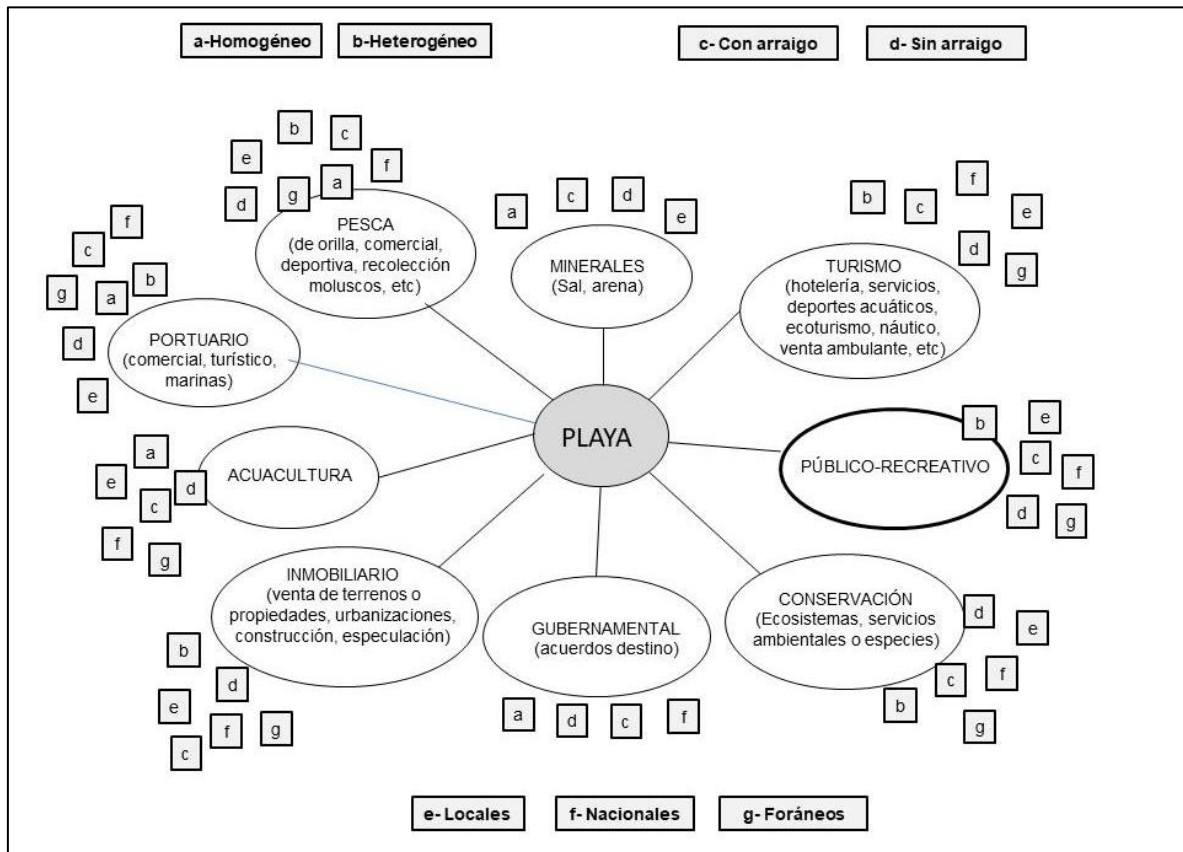 a-Homogéneo
b-Heterogéneo
c- Con arraigo
d- Sin arraigo
b
c
e
f
a
g
d
PESCA
(de orilla, comercial,
deportiva, recolección
moluscos, etc)
a
c
d
e
MINERALES
(Sal, arena)
f
b
c
e
d
g
TURISMO
(hotelería, servicios,
deportes acuáticos,
ecoturismo, náutico,
venta ambulante, etc)
f
c
b
g
a
d
e
PORTUARIO
(comercial, turístico,
marinas)
PLAYA
b
e
c
f
d
g
PÚBLICO-RECREATIVO
a
e
d
c
f
g
ACUACULTURA
INMOBILIARIO
(venta de terrenos o
propiedades, urbanizaciones,
construcción, especulación)
b
d
e
f
g
c
GUBERNAMENTAL
(acuerdos destino)
a
d
c
f
CONSERVACIÓN
(Ecosistemas, servicios
ambientales o especies)
d
e
c
f
b
g
e- Locales
f- Nacionales
g- Foráneos